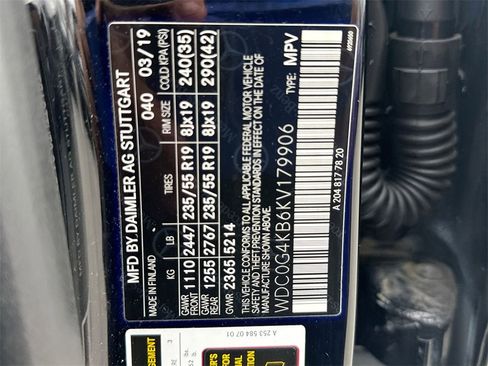 MFD BY. DAIMLER AG STUTTGART
MADE IN FINLAND 040 03/19
KG LB TIRES RIM SIZE COLD KPA(PSI)
GAWR FRONT 1110 2447 235/55 R19 8Jx19 240(35)
GAWR REAR 1255 2767 235/55 R19 8Jx19 290(42)
GVWR 2365 5214
THIS VEHICLE CONFORMS TO ALL APPLICABLE FEDERAL MOTOR VEHICLE
SAFETY AND THEFT PREVENTION STANDARDS IN EFFECT ON THE DATE OF
MANUFACTURE SHOWN ABOVE. TYPE: MPV
WDC0G4KB6KV179906
A 204 817 78 20
A 253 584 07 01